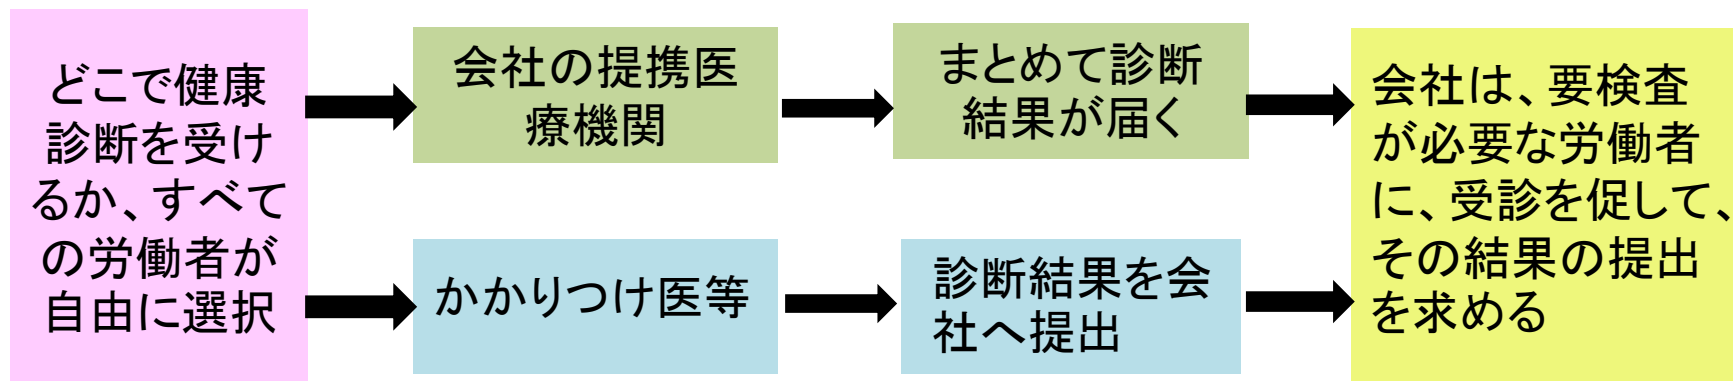 どこで健康
診断を受け
るか、すべて
の労働者が
自由に選択
会社の提携医
療機関
まとめて診断
結果が届く
かかりつけ医等
診断結果を会
社へ提出
会社は、要検査
が必要な労働者
に、受診を促して、
その結果の提出
を求める